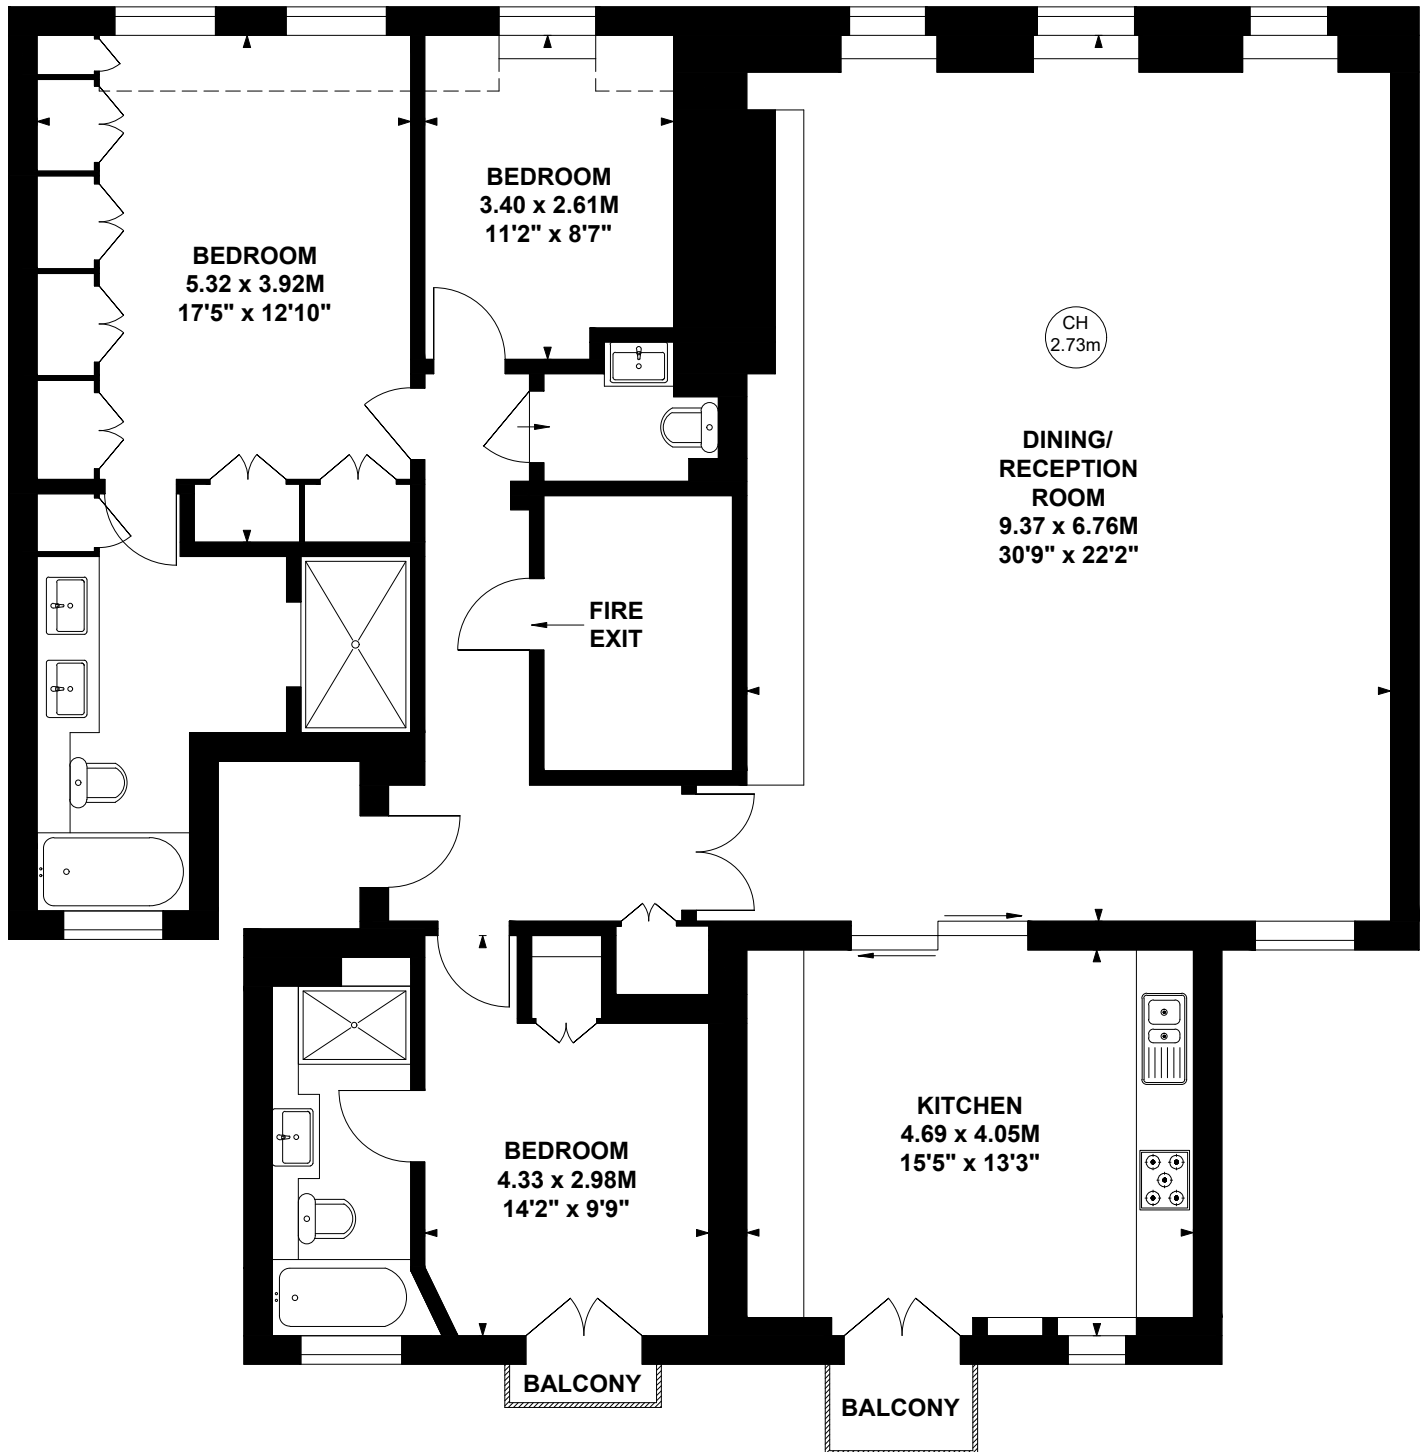 BEDROOM
3.40 x 2.61M
11'2" x 8'7"
BEDROOM
5.32 x 3.92M
17'5" x 12'10"
CH
2.73m
DINING/
RECEPTION
ROOM
9.37 x 6.76M
30'9" x 22'2"
FIRE
EXIT
KITCHEN
4.69 x 4.05M
15'5" x 13'3"
BEDROOM
4.33 x 2.98M
14'2" x 9'9"
BALCONY
BALCONY